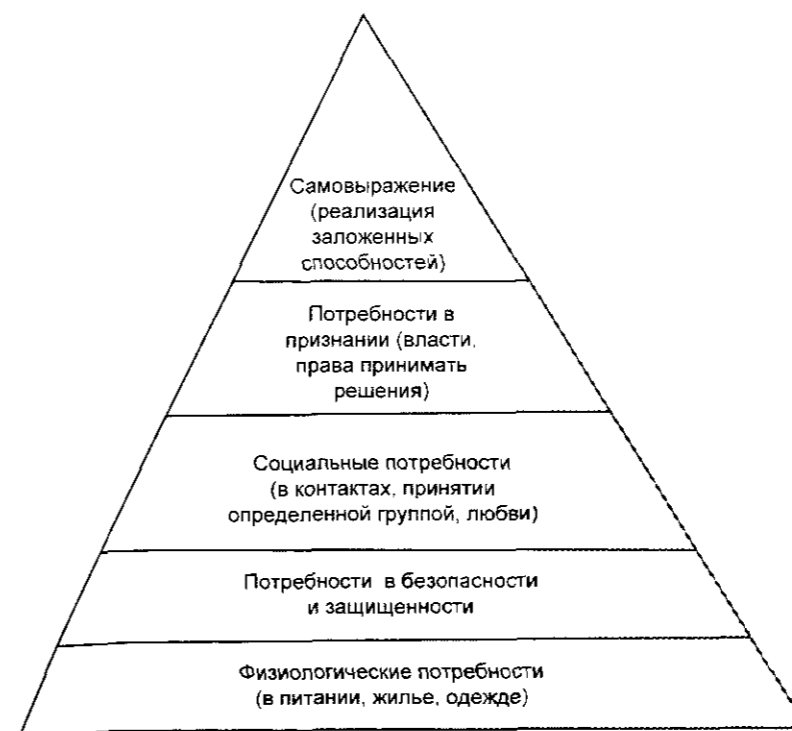 Самовыражение
(реализация
заложенных
способностей)
Потребности в
признании (власти,
права принимать
решения)
Социальные потребности
(в контактах, принятии
определенной группой, любви)
Потребности в безопасности
и защищенности
Физиологические потребности
(в питании, жилье, одежде)